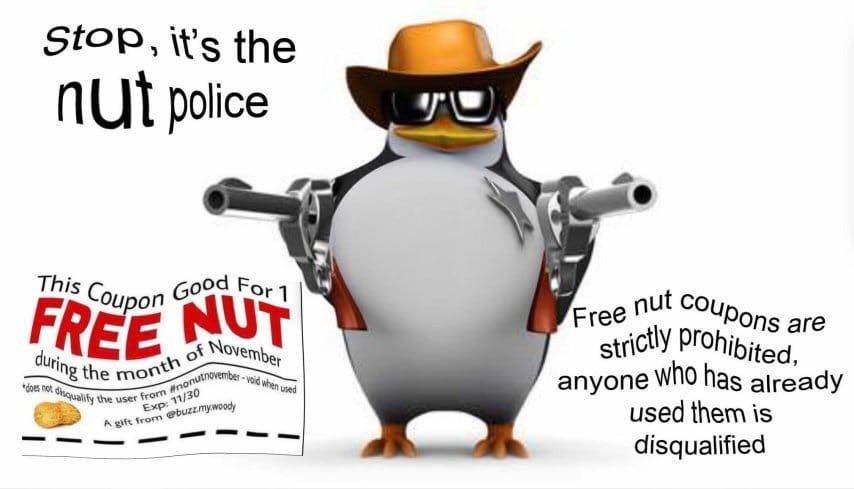 Stop, it's the
nut police
This Coupon Good For 1
FREE NUT
during the month of November
*does not disqualify the user from #nonutnovember - void when used
Exp: 11/30
A gift from @buzz.my.woody
Free nut coupons are
strictly prohibited,
anyone who has already
used them is
disqualified